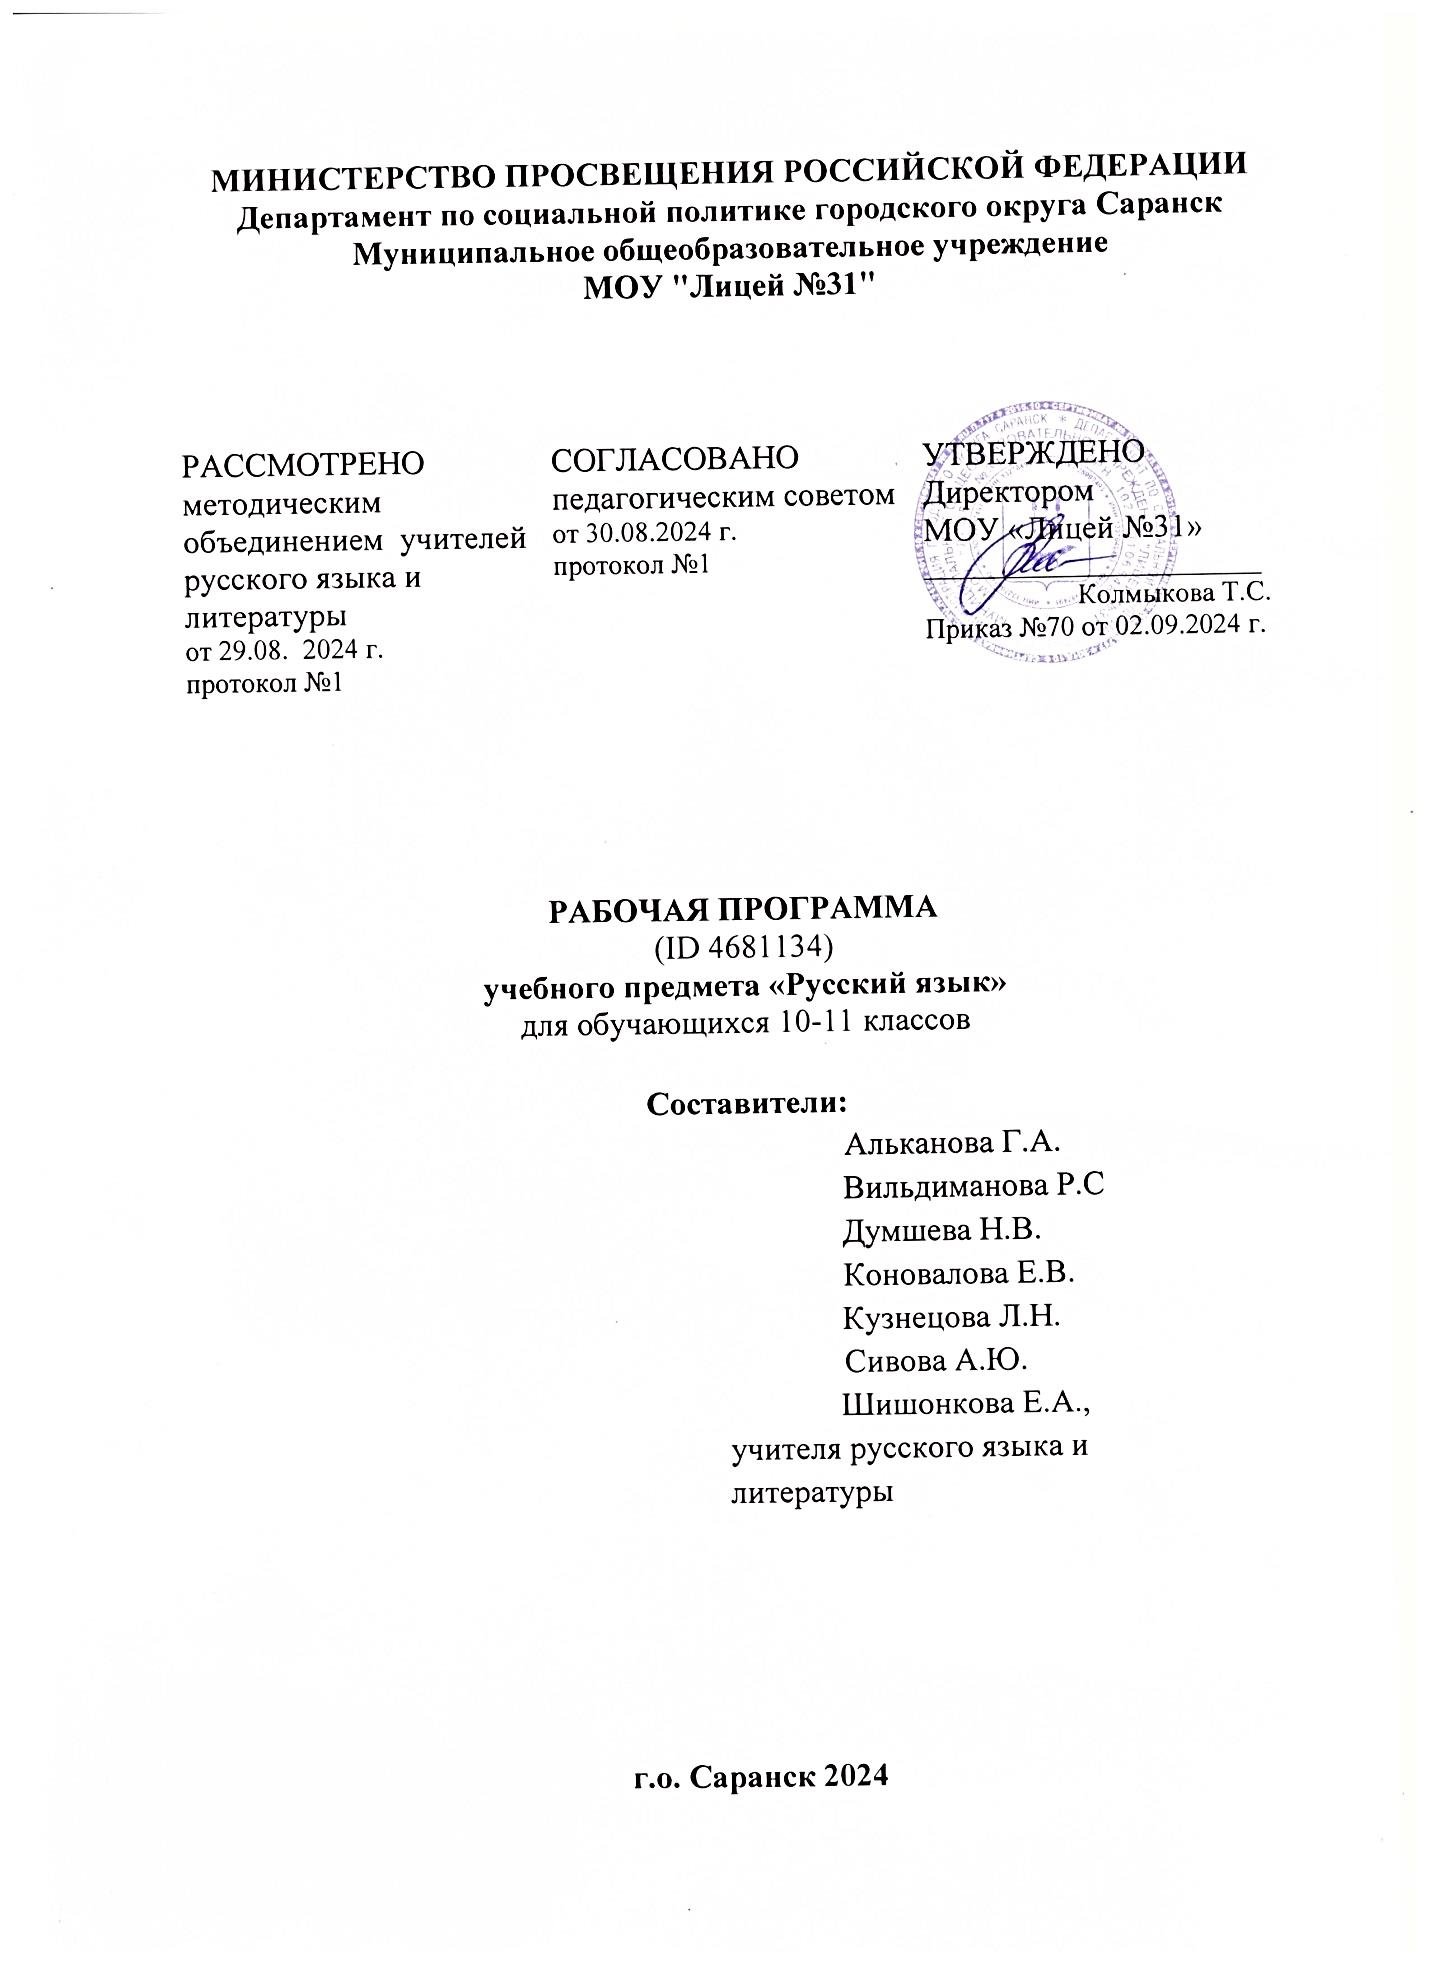 МИНИСТЕРСТВО ПРОСВЕЩЕНИЯ РОССИЙСКОЙ ФЕДЕРАЦИИ
Департамент по социальной политике городского округа Саранск
Муниципальное общеобразовательное учреждение
МОУ "Лицей №31"
РАССМОТРЕНО
методическим
объединением учителей
русского языка и
литературы
от 29.08. 2024 г.
протокол №1
СОГЛАСОВАНО
педагогическим советом
от 30.08.2024 г.
протокол №1
УТВЕРЖДЕНО
Директором
МОУ «Лицей №31»
Колмыкова Т.С.
Приказ №70 от 02.09.2024 г.
РАБОЧАЯ ПРОГРАММА
(ID 4681134)
учебного предмета «Русский язык»
для обучающихся 10-11 классов
Составители:
Альканова Г.А.
Вильдиманова Р.С
Думшева Н.В.
Коновалова Е.В.
Кузнецова Л.Н.
Сивова А.Ю.
Шишонкова Е.А.,
учителя русского языка и
литературы
г.о. Саранск 2024